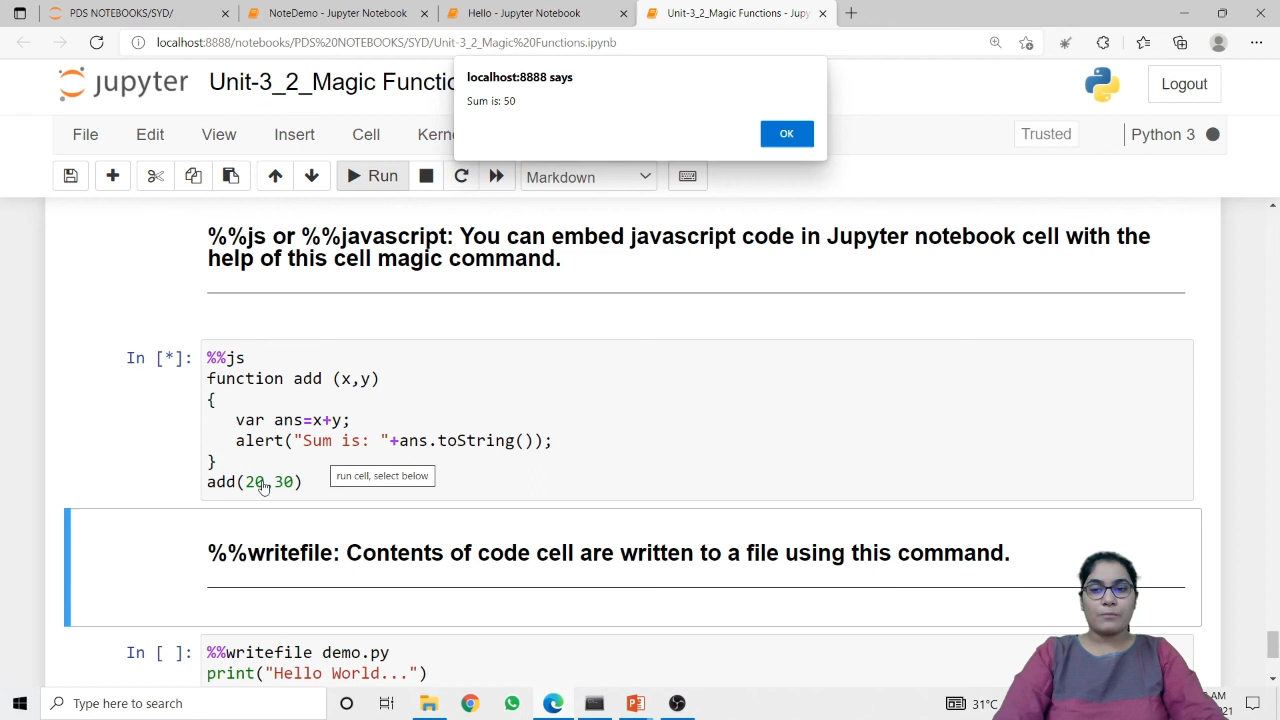 PDS NOTEBOOKS/SYD/
NoteDemo - Jupyter Notebook
Hello - Jupyter Notebook
Unit-3_2_Magic Functions - Jupy
localhost:8888/notebooks/PDS%20NOTEBOOKS/SYD/Unit-3_2_Magic%20Functions.ipynb
localhost:8888 says
Sum is: 50
OK
jupyter
Unit-3_2_Magic Functio
Logout
File
Edit
View
Insert
Cell
Kern
Trusted
Python 3
Run
Markdown
%%js or %%javascript: You can embed javascript code in Jupyter notebook cell with the
help of this cell magic command.
In [*]:
%%js
function add (x,y)
{
var ans=x+y;
alert("Sum is: "+ans.toString());
}
add(20,30)
run cell, select below
%%writefile: Contents of code cell are written to a file using this command.
In [ ]:
%%writefile demo.py
print("Hello World...")
Type here to search
31°C
AM
21